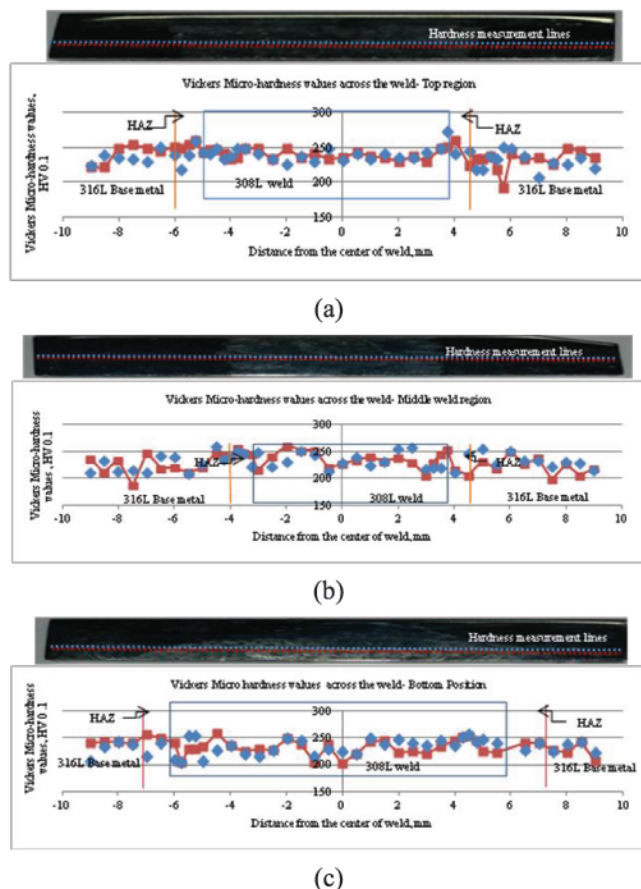 Hardness measurement lines
Vickers Micro-hardness values across the weld- Top region
Vickers Micro-hardness values,
HV 0.1
300
250
200
150
HAZ
HAZ
316L Base metal
308L weld
316L Base metal
-10 -8 -6 -4 -2 0 2 4 6 8 10
Distance from the center of weld, mm
(a)
Hardness measurement lines
Vickers Micro-hardness values across the weld- Middle weld region
Vickers Micro-hardness
values , HV 0.1
300
250
200
150
HAZ
HAZ
316L Base metal
308L weld
316L Base metal
-10 -8 -6 -4 -2 0 2 4 6 8 10
Distance from the center of weld, mm
(b)
Hardness measurement lines
Vickers Micro hardness values across the weld- Bottom Position
Vickers Micro-hardness
values, HV 0.1
300
250
200
150
HAZ
HAZ
316L Base metal
308L weld
316L Base metal
-10 -8 -6 -4 -2 0 2 4 6 8 10
Distance from the center of weld, mm
(c)